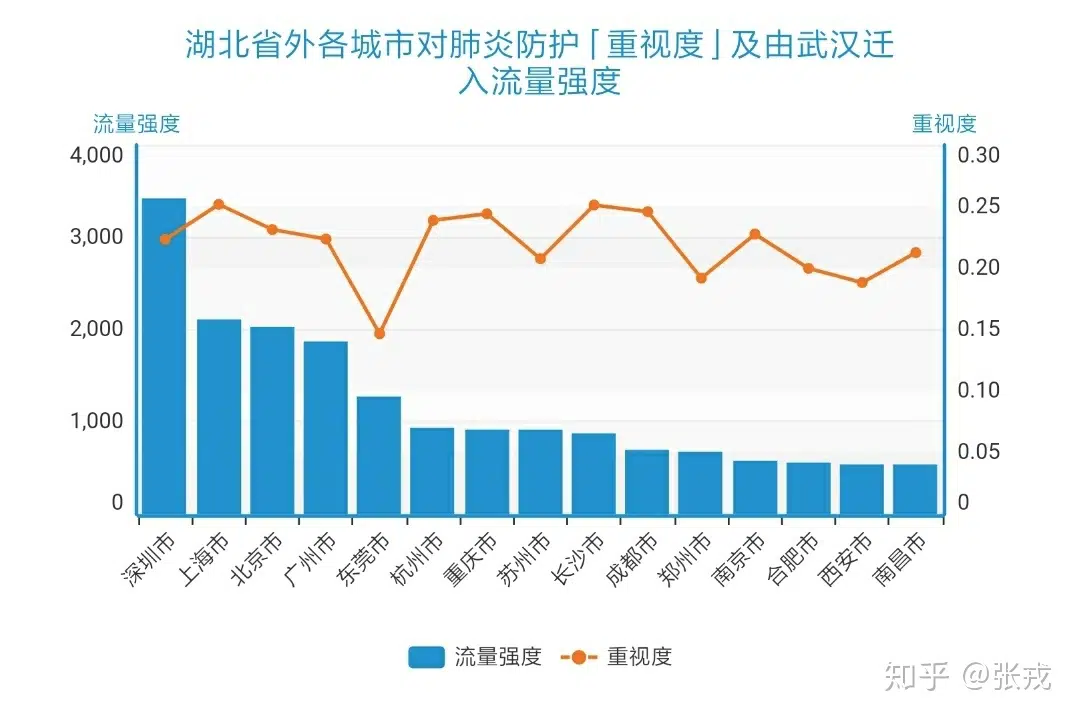 湖北省外各城市对肺炎防护「重视度」及由武汉迁
入流量强度
流量强度 重视度
4,000 0.30
0.25
3,000
0.20
2,000 0.15
0.10
1,000
0.05
0 0
深圳市 上海市 北京市 广州市 东莞市 杭州市 重庆市 苏州市 长沙市 成都市 郑州市 南京市 合肥市 西安市 南昌市
流量强度 重视度
知乎 @张戎